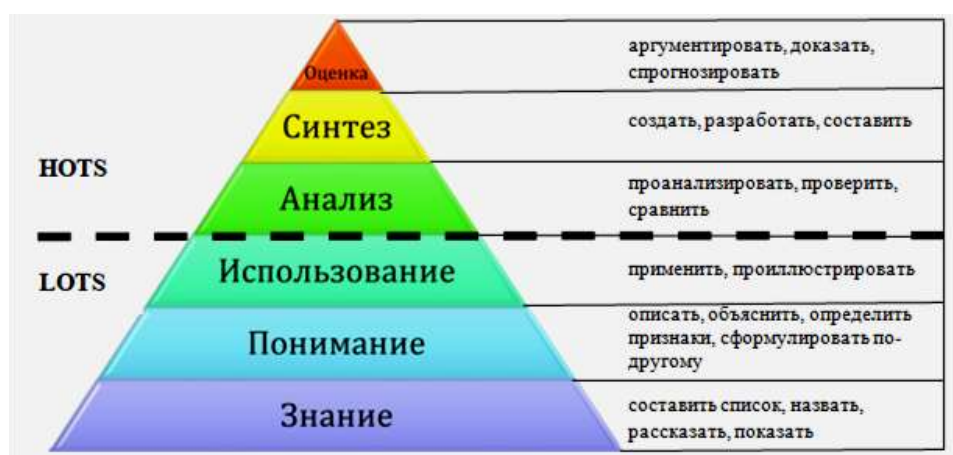 Оценка
аргументировать, доказать,
спрогнозировать
Синтез
создать, разработать, составить
HOTS
Анализ
проанализировать, проверить,
сравнить
LOTS
Использование
применить, проиллюстрировать
Понимание
описать, объяснить, определить
признаки, сформулировать по-
другому
Знание
составить список, назвать,
рассказать, показать